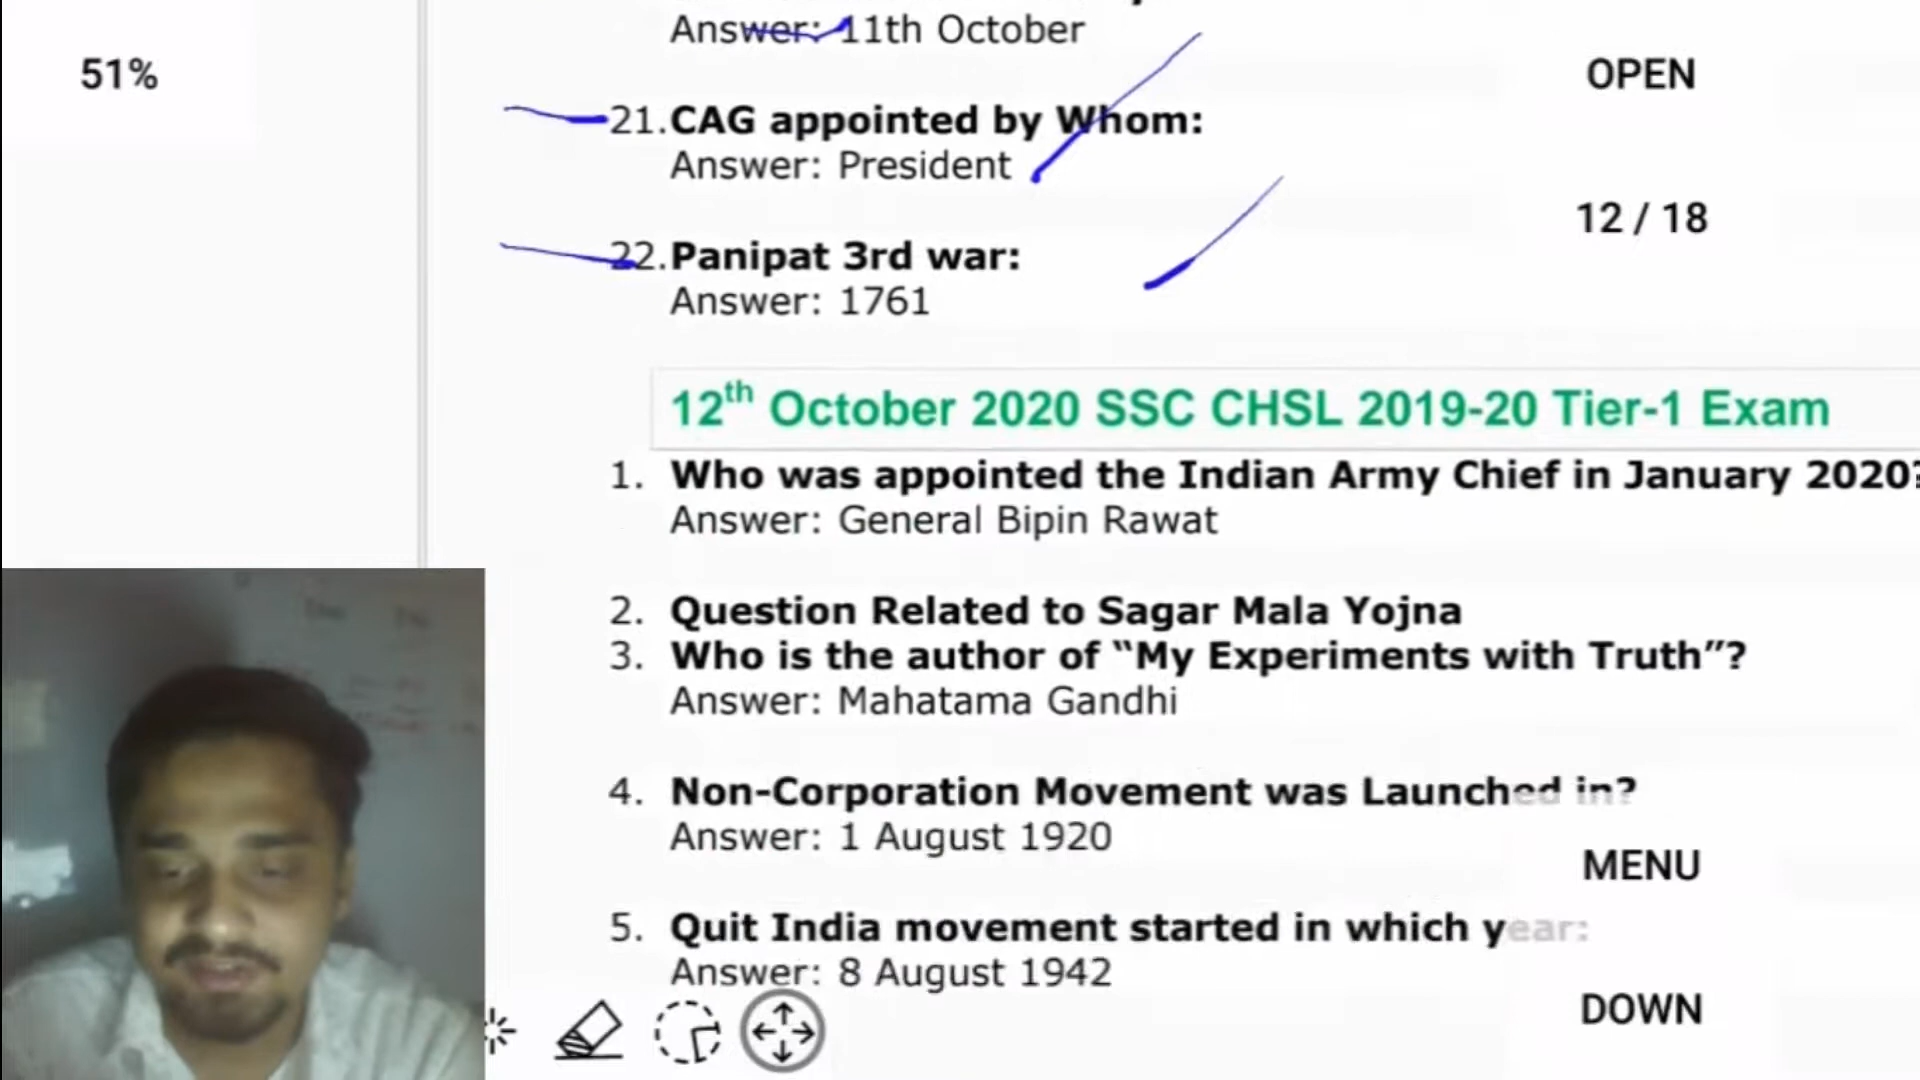 Answer: 11th October
51%
OPEN
21. CAG appointed by Whom:
Answer: President
12 / 18
22. Panipat 3rd war:
Answer: 1761
12th October 2020 SSC CHSL 2019-20 Tier-1 Exam
1. Who was appointed the Indian Army Chief in January 2020?
Answer: General Bipin Rawat
2. Question Related to Sagar Mala Yojna
3. Who is the author of “My Experiments with Truth”?
Answer: Mahatama Gandhi
4. Non-Corporation Movement was Launched in?
Answer: 1 August 1920
MENU
5. Quit India movement started in which year:
Answer: 8 August 1942
DOWN